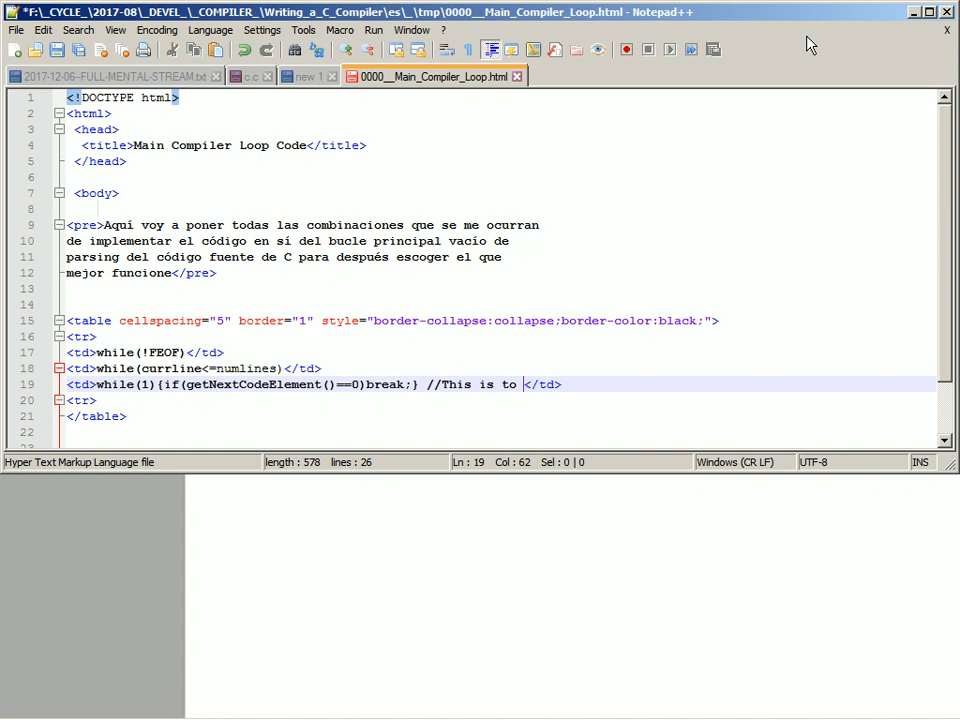 *F:\_CYCLE_\2017-08\_DEVEL_\_COMPILER_\Writing_a_C_Compiler\es\_\tmp\0000__Main_Compiler_Loop.html - Notepad++
File Edit Search View Encoding Language Settings Tools Macro Run Window ? X
2017-12-06--FULL-MENTAL-STREAM.txt c.c new 1 0000__Main_Compiler_Loop.html
1 <!DOCTYPE html>
2 <html>
3 <head>
4 <title>Main Compiler Loop Code</title>
5 </head>
6
7 <body>
8
9 <pre>Aquí voy a poner todas las combinaciones que se me ocurran
10 de implementar el código en sí del bucle principal vacío de
11 parsing del código fuente de C para después escoger el que
12 mejor funcione</pre>
13
14
15 <table cellspacing="5" border="1" style="border-collapse:collapse;border-color:black;">
16 <tr>
17 <td>while(!FEOF)</td>
18 <td>while(currline<=numlines)</td>
19 <td>while(1){if(getNextCodeElement()==0)break;} //This is to </td>
20 <tr>
21 </table>
22
23
Hyper Text Markup Language file length : 578 lines : 26 Ln : 19 Col : 62 Sel : 0 | 0 Windows (CR LF) UTF-8 INS